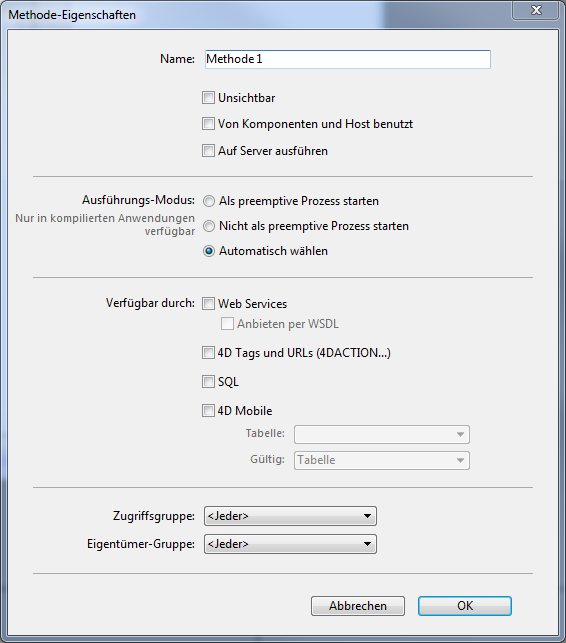 Methode-Eigenschaften
Name: Methode 1
Unsichtbar
Von Komponenten und Host benutzt
Auf Server ausführen
Ausführungs-Modus: Als preemptive Prozess starten
Nur in kompilierten Anwendungen
verfügbar
Nicht als preemptive Prozess starten
Automatisch wählen
Verfügbar durch: Web Services
Anbieten per WSDL
4D Tags und URLs (4DACTION...)
SQL
4D Mobile
Tabelle:
Gültig: Tabelle
Zugriffsgruppe: <Jeder>
Eigentümer-Gruppe: <Jeder>
Abbrechen OK